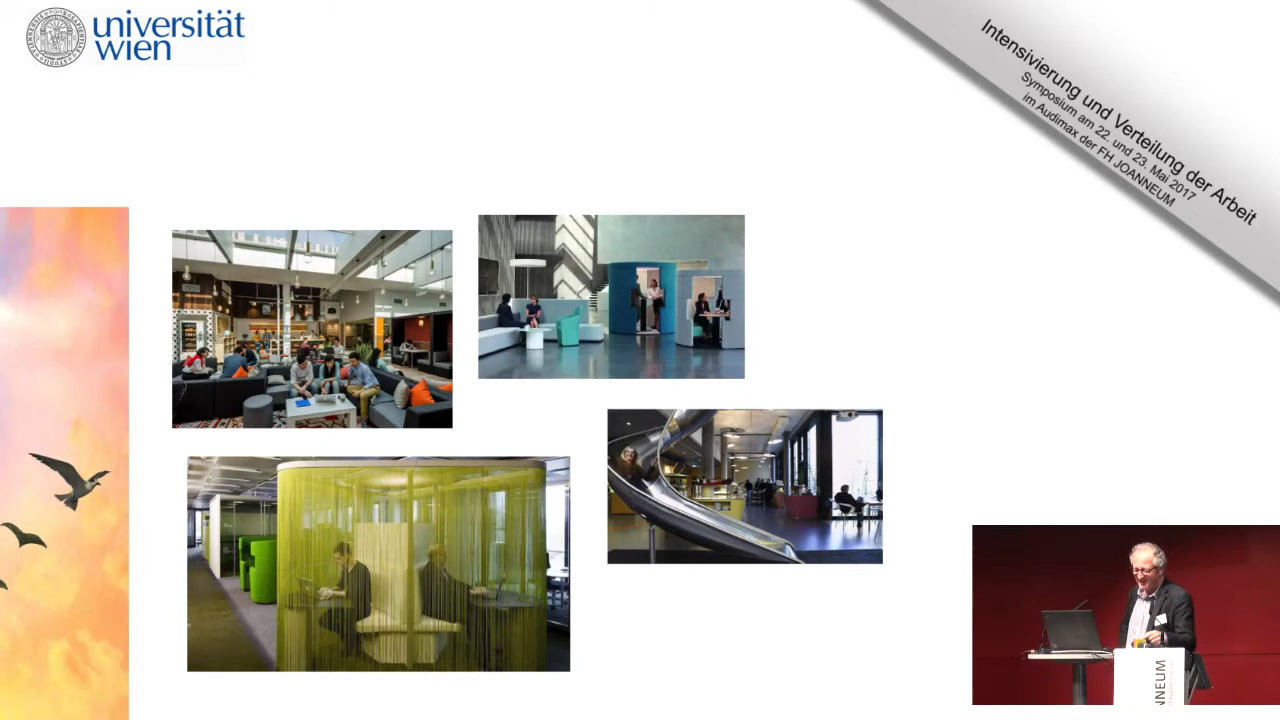 universität
wien
Intensivierung und Verteilung der Arbeit
Symposium am 22. und 23. Mai 2017
im Audimax der FH JOANNEUM
NNEUM